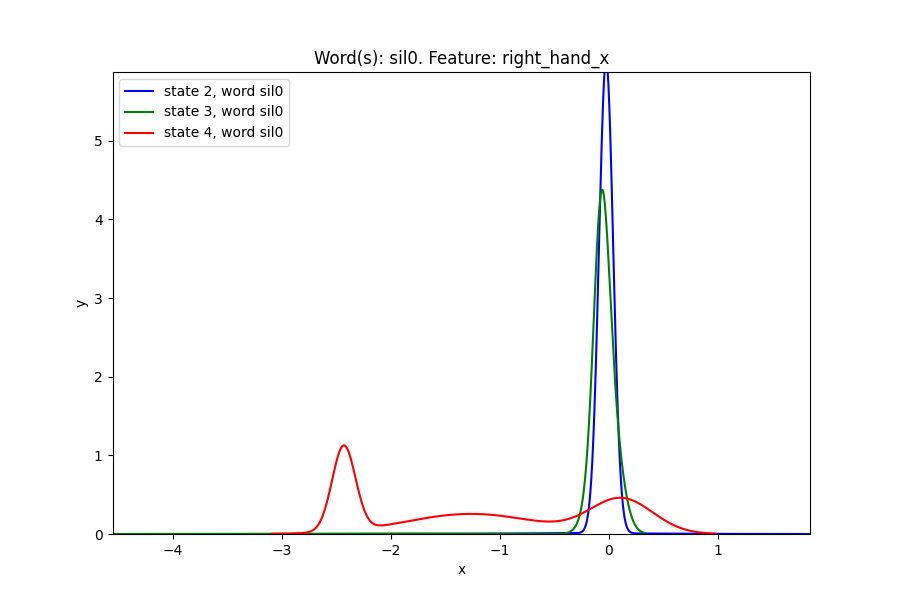 Word(s): sil0. Feature: right_hand_x
state 2, word sil0
state 3, word sil0
state 4, word sil0
5
4
3
2
1
0
y
−4 −3 −2 −1 0 1
x